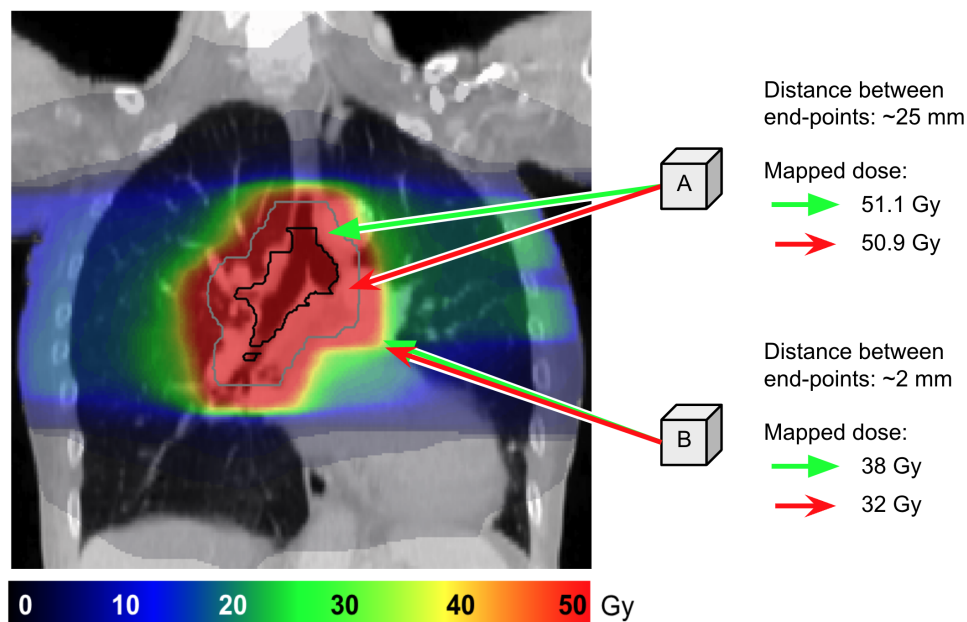 Distance between
end-points: ~25 mm
A
Mapped dose:
51.1 Gy
50.9 Gy
Distance between
end-points: ~2 mm
B
Mapped dose:
38 Gy
32 Gy
0 10 20 30 40 50 Gy